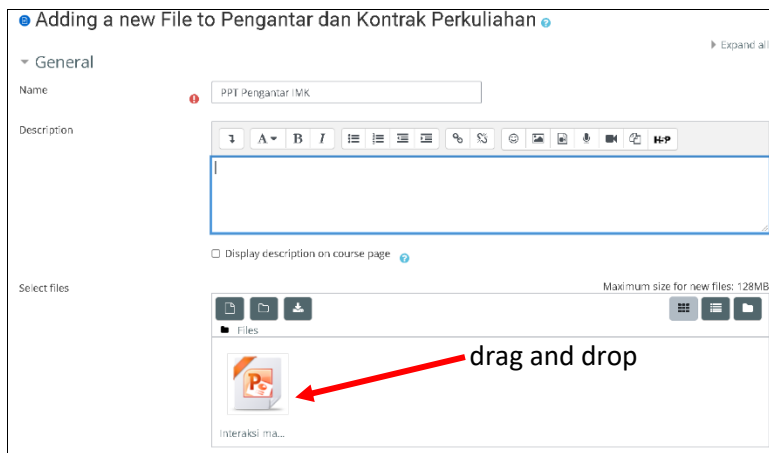 Adding a new File to Pengantar dan Kontrak Perkuliahan
Expand all
General
Name
PPT Pengantar IMK
Description
A B I H-P
Display description on course page
Select files
Maximum size for new files: 128MB
Files
drag and drop
Interaksi ma...